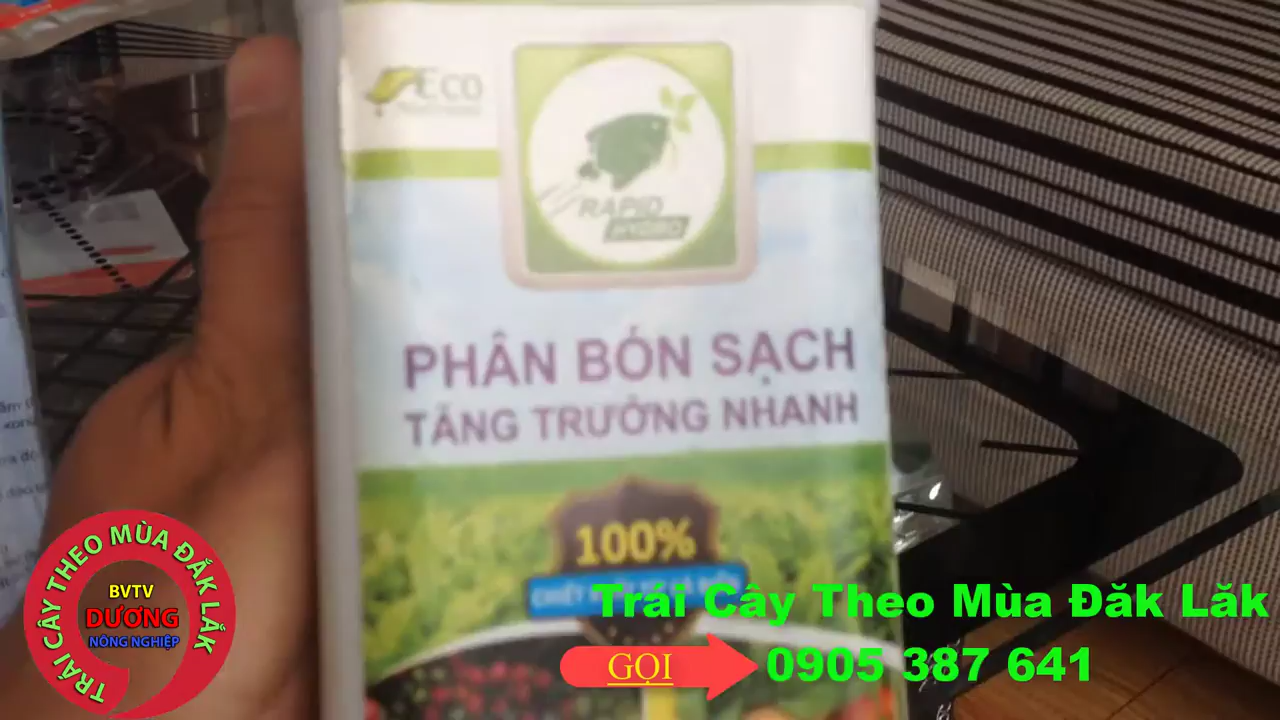 Eco
RAPID
HYDRO
PHÂN BÓN SẠCH
TĂNG TRƯỞNG NHANH
100%
TRÁI CÂY THEO MÙA ĐẮK LẮK
BVTV
DƯƠNG
NÔNG NGHIỆP
Trái Cây Theo Mùa Đăk Lăk
GỌI
0905 387 641